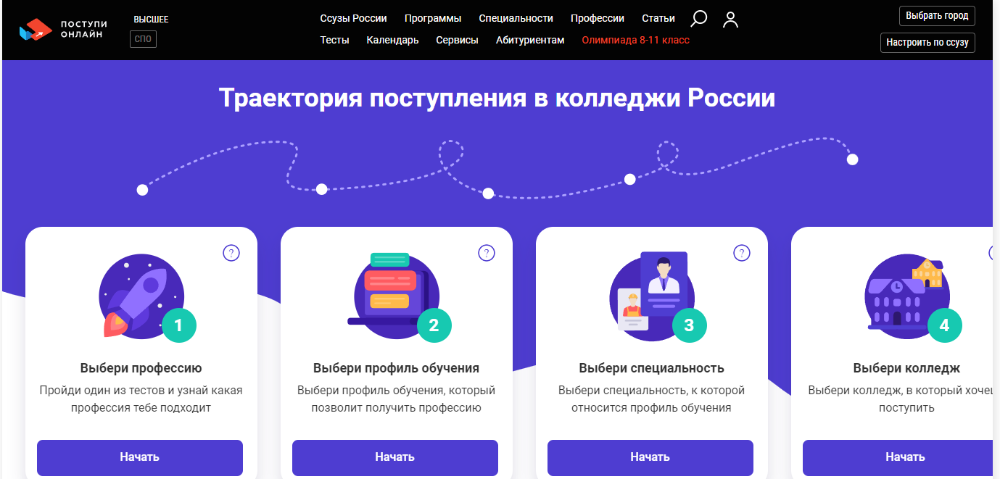 ПОСТУПИ
ОНЛАЙН
ВЫСШЕЕ
СПО
Ссузы России Программы Специальности Профессии Статьи
Тесты Календарь Сервисы Абитуриентам Олимпиада 8-11 класс
Выбрать город
Настроить по ссузу
Траектория поступления в колледжи России
?
1
Выбери профессию
Пройди один из тестов и узнай какая
профессия тебе подходит
Начать
?
2
Выбери профиль обучения
Выбери профиль обучения, который
позволит получить профессию
Начать
?
3
Выбери специальность
Выбери специальность, к которой
относится профиль обучения
Начать
4
Выбери колледж
Выбери колледж, в который
поступить
Начать